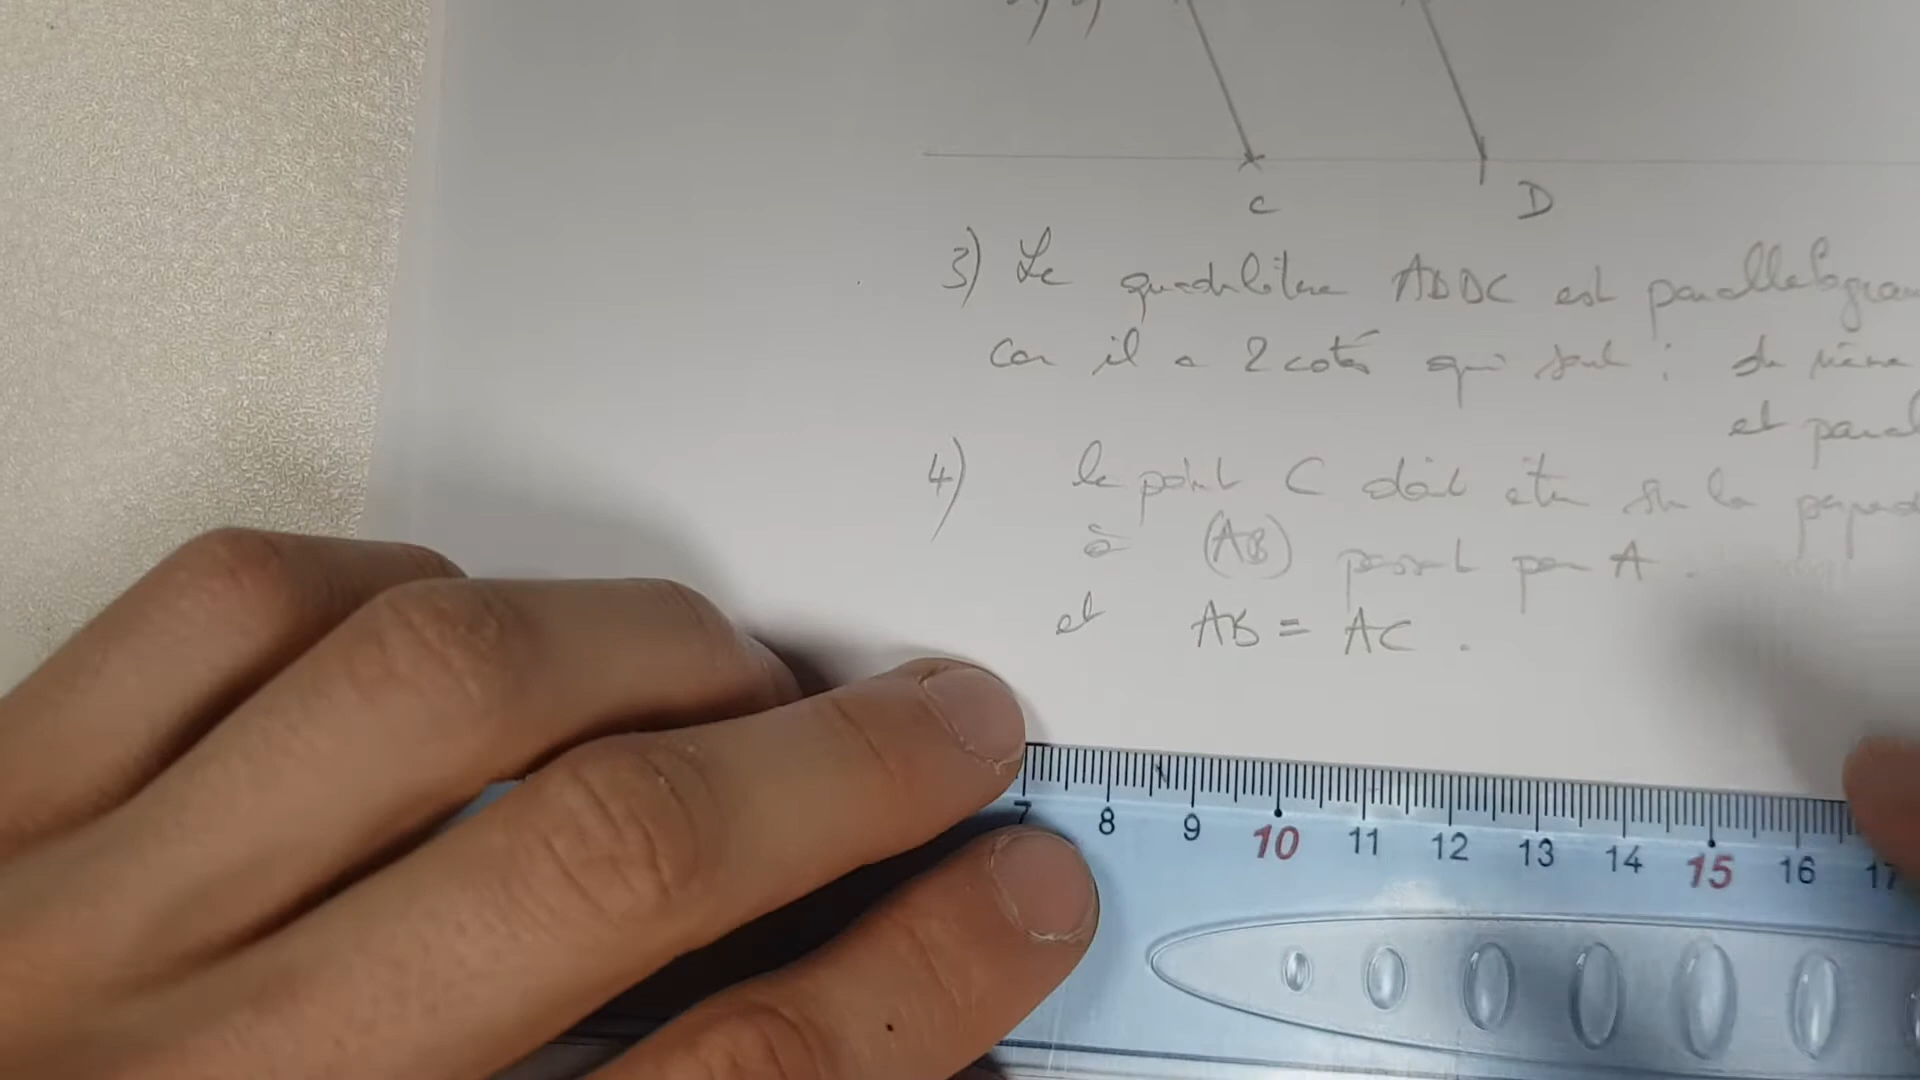 C D
3) Le quadrilatère ABDC est parallélogram
car il a 2 cotés qui sont : de même
et paral
4) le point C doit être sur la perpend
à (AB) passant par A .
et AB = AC .
7 8 9 10 11 12 13 14 15 16 17